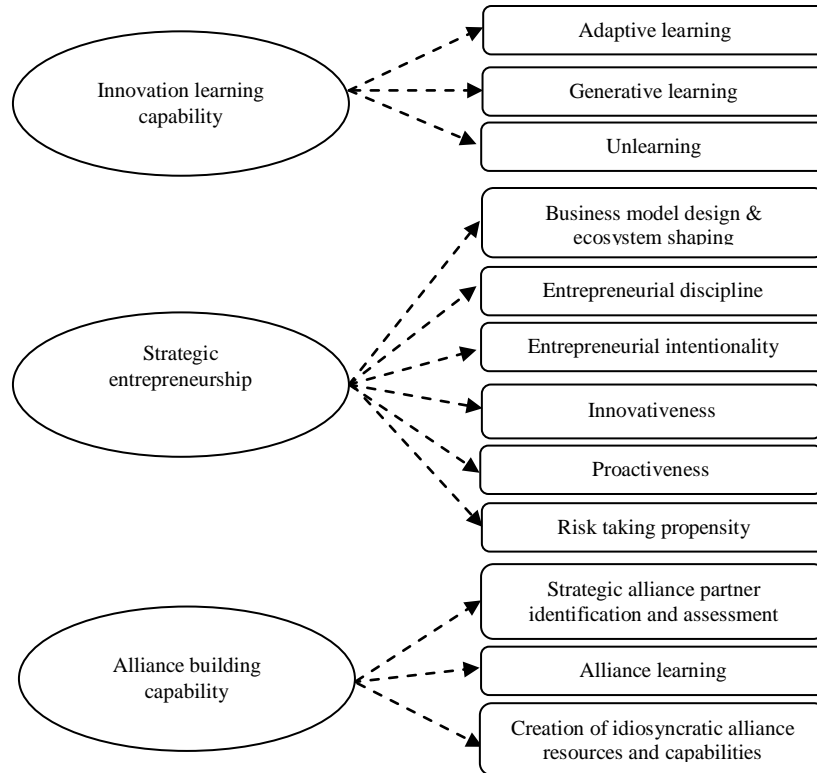 Innovation learning
capability
Adaptive learning
Generative learning
Unlearning
Strategic
entrepreneurship
Business model design &
ecosystem shaping
Entrepreneurial discipline
Entrepreneurial intentionality
Innovativeness
Proactiveness
Risk taking propensity
Alliance building
capability
Strategic alliance partner
identification and assessment
Alliance learning
Creation of idiosyncratic alliance
resources and capabilities